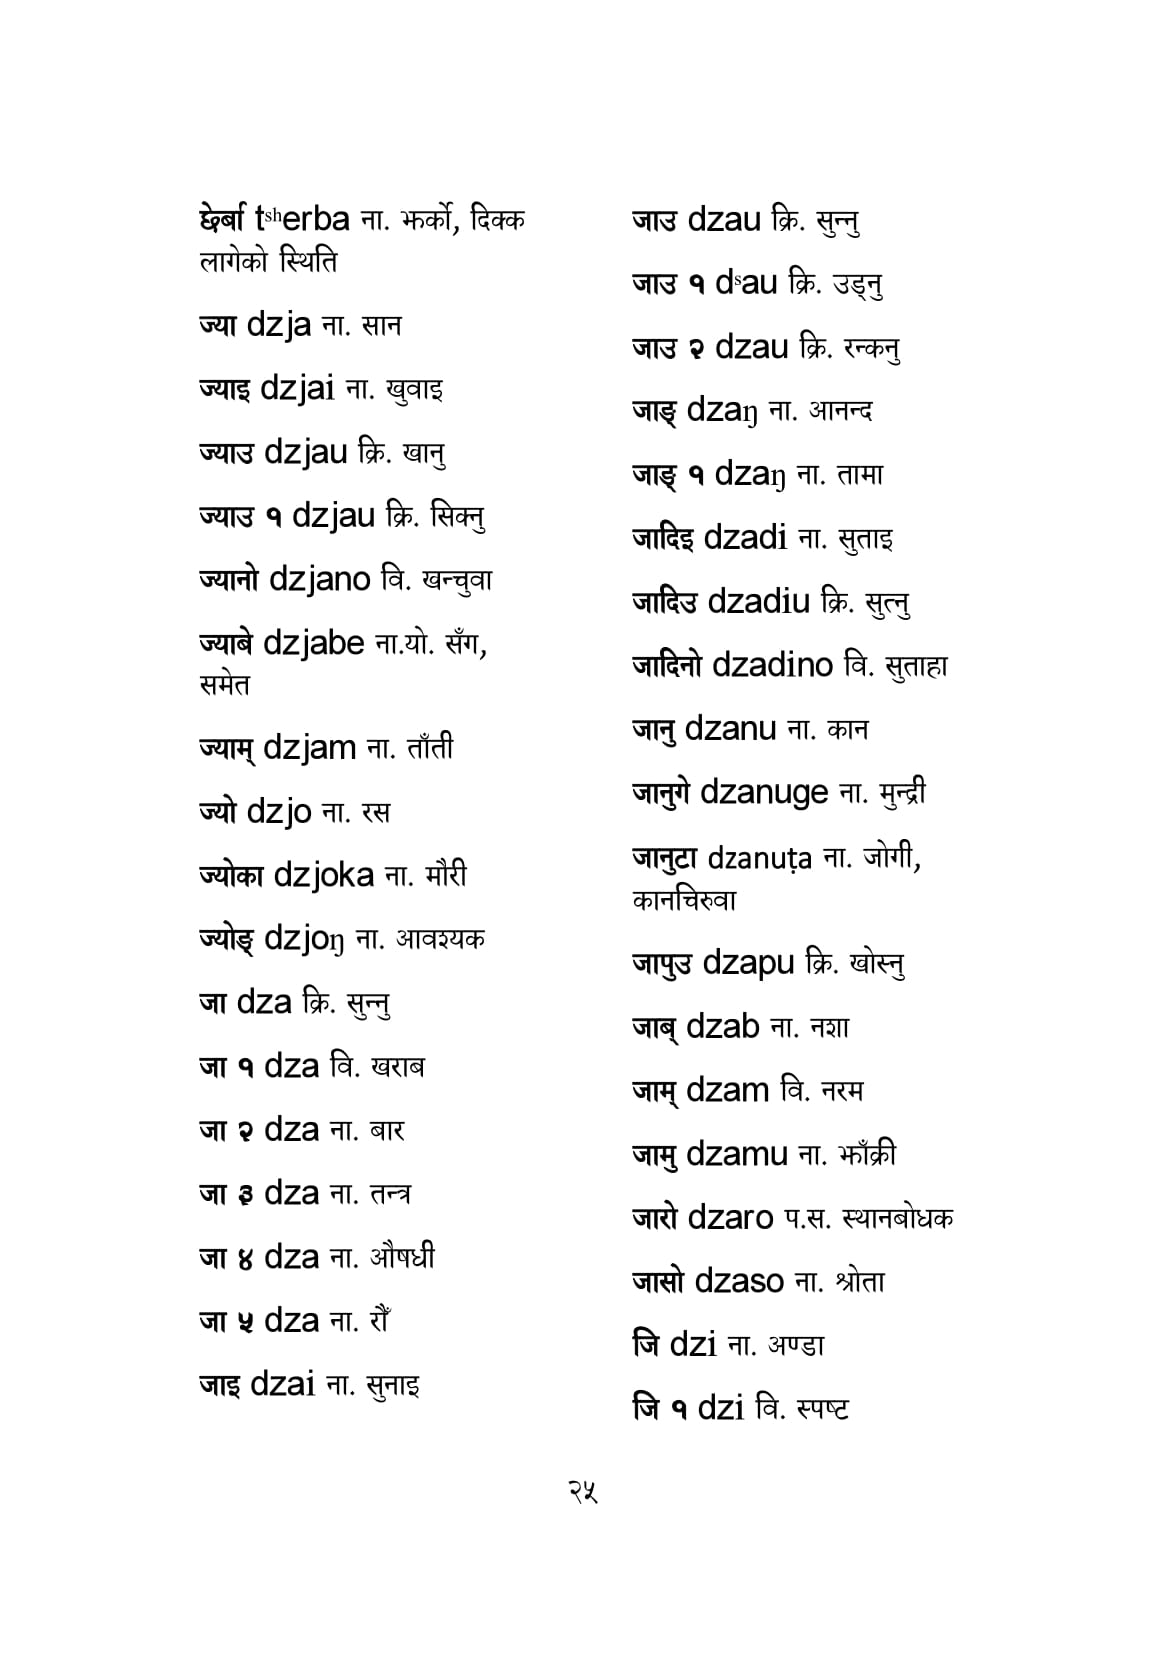 छेर्बा tˢʰerba ना. झर्को, दिक्क
लागेको स्थिति
ज्या dzja ना. सान
ज्याइ dzjai ना. खुवाइ
ज्याउ dzjau क्रि. खानु
ज्याउ १ dzjau क्रि. सिक्नु
ज्यानो dzjano वि. खन्चुवा
ज्याबे dzjabe ना.यो. सँग,
समेत
ज्याम् dzjam ना. ताँती
ज्यो dzjo ना. रस
ज्योका dzjoka ना. मौरी
ज्योङ् dzjoŋ ना. आवश्यक
जा dza क्रि. सुन्नु
जा १ dza वि. खराब
जा २ dza ना. बार
जा ३ dza ना. तन्त्र
जा ४ dza ना. औषधी
जा ५ dza ना. रौँ
जाइ dzai ना. सुनाइ
जाउ dzau क्रि. सुन्नु
जाउ १ dˢau क्रि. उड्नु
जाउ २ dzau क्रि. रन्कनु
जाङ् dzaŋ ना. आनन्द
जाङ् १ dzaŋ ना. तामा
जादिइ dzadi ना. सुताइ
जादिउ dzadiu क्रि. सुत्नु
जादिनो dzadino वि. सुताहा
जानु dzanu ना. कान
जानुगे dzanuge ना. मुन्द्री
जानुटा dzanuṭa ना. जोगी,
कानचिरुवा
जापुउ dzapu क्रि. खोस्नु
जाब् dzab ना. नशा
जाम् dzam वि. नरम
जामु dzamu ना. झाँक्री
जारो dzaro प.स. स्थानबोधक
जासो dzaso ना. श्रोता
जि dzi ना. अण्डा
जि १ dzi वि. स्पष्ट
२५